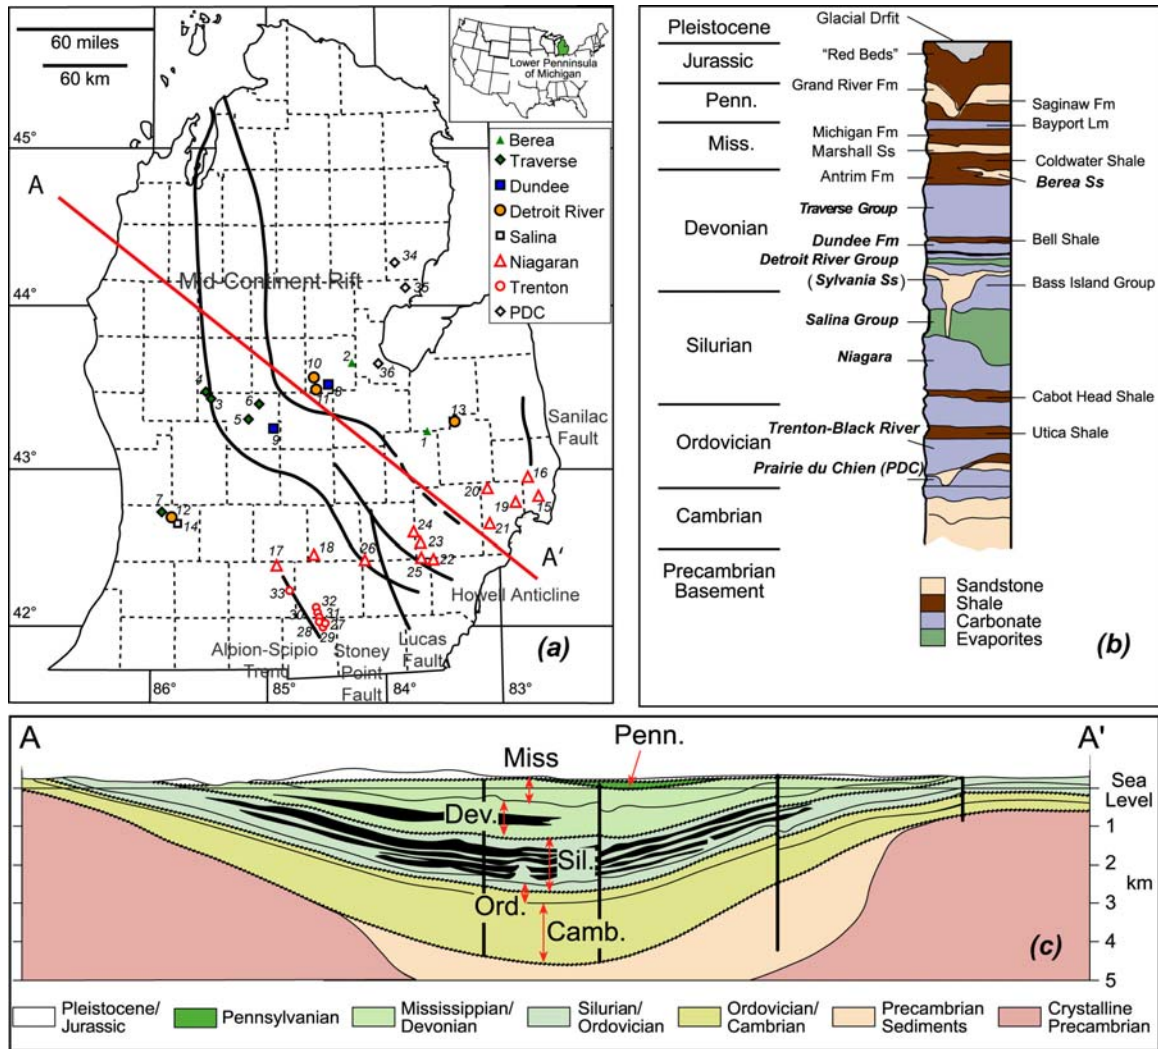 60 miles
60 km
Lower Penninsula
of Michigan
Berea
Traverse
Dundee
Detroit River
Salina
Niagaran
Trenton
PDC
45°
44°
43°
42°
86°
85°
84°
83°
A
A'
Mid-Continent Rift
34
35
36
2
10
11
8
4
3
6
5
9
13
1
Sanilac
Fault
7
12
14
16
20
19
15
21
24
23
25
22
26
17
18
33
32
31
30
27
28
29
Howell Anticline
Albion-Scipio
Trend
Stoney
Point
Fault
Lucas
Fault
(a)
Pleistocene
Jurassic
Penn.
Miss.
Devonian
Silurian
Ordovician
Cambrian
Precambrian
Basement
Glacial Drfit
"Red Beds"
Grand River Fm
Saginaw Fm
Bayport Lm
Michigan Fm
Marshall Ss
Coldwater Shale
Antrim Fm
Berea Ss
Traverse Group
Dundee Fm
Bell Shale
Detroit River Group
(Sylvania Ss)
Bass Island Group
Salina Group
Niagara
Cabot Head Shale
Trenton-Black River
Utica Shale
Prairie du Chien (PDC)
Sandstone
Shale
Carbonate
Evaporites
(b)
A
A'
Miss
Penn.
Dev.
Sil.
Ord.
Camb.
Sea
Level
1
2
km
3
4
5
(c)
Pleistocene/
Jurassic
Pennsylvanian
Mississippian/
Devonian
Silurian/
Ordovician
Ordovician/
Cambrian
Precambrian
Sediments
Crystalline
Precambrian